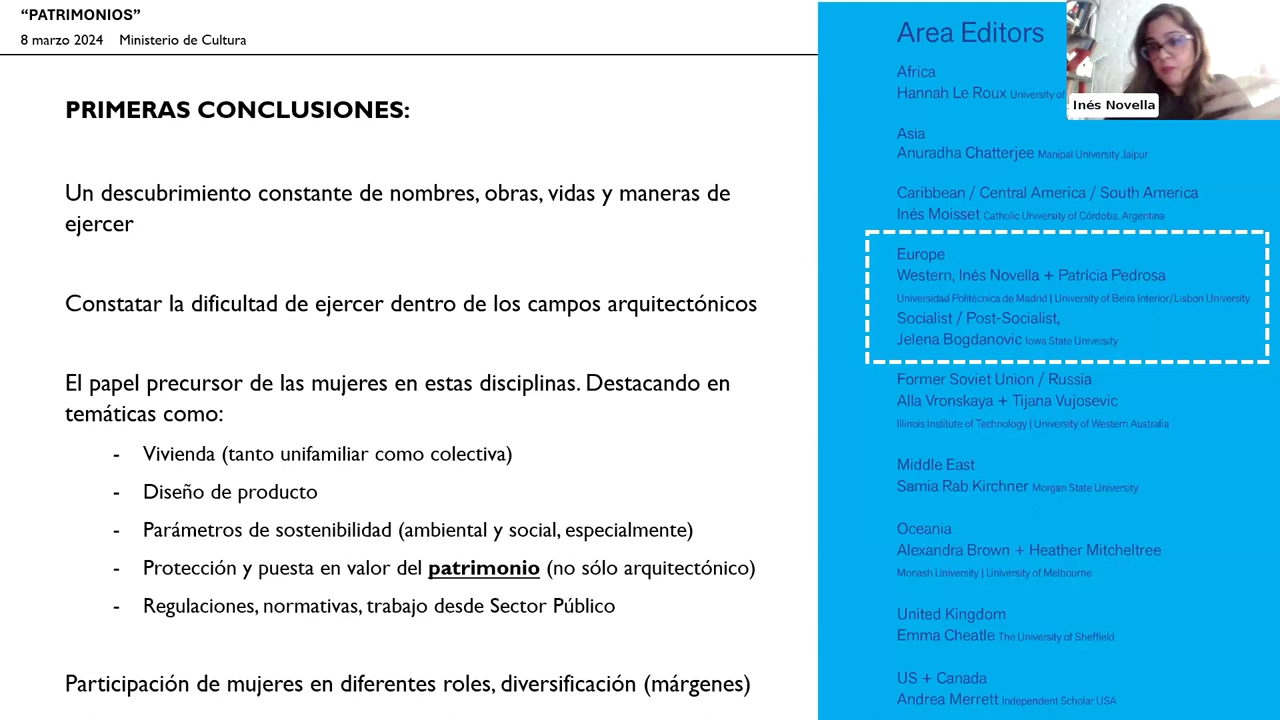 “PATRIMONIOS”
8 marzo 2024 Ministerio de Cultura
PRIMERAS CONCLUSIONES:
Un descubrimiento constante de nombres, obras, vidas y maneras de
ejercer
Constatar la dificultad de ejercer dentro de los campos arquitectónicos
El papel precursor de las mujeres en estas disciplinas. Destacando en
temáticas como:
- Vivienda (tanto unifamiliar como colectiva)
- Diseño de producto
- Parámetros de sostenibilidad (ambiental y social, especialmente)
- Protección y puesta en valor del patrimonio (no sólo arquitectónico)
- Regulaciones, normativas, trabajo desde Sector Público
Participación de mujeres en diferentes roles, diversificación (márgenes)
Area Editors
Africa
Hannah Le Roux University of
Asia
Anuradha Chatterjee Manipal University Jaipur
Caribbean / Central America / South America
Inés Moisset Catholic University of Córdoba, Argentina
Europe
Western, Inés Novella + Patrícia Pedrosa
Universidad Politécnica de Madrid | University of Beira Interior/Lisbon University
Socialist / Post-Socialist,
Jelena Bogdanovic Iowa State University
Former Soviet Union / Russia
Alla Vronskaya + Tijana Vujosevic
Illinois Institute of Technology | University of Western Australia
Middle East
Samia Rab Kirchner Morgan State University
Oceania
Alexandra Brown + Heather Mitcheltree
Monash University | University of Melbourne
United Kingdom
Emma Cheatle The University of Sheffield
US + Canada
Andrea Merrett Independent Scholar USA
Inés Novella